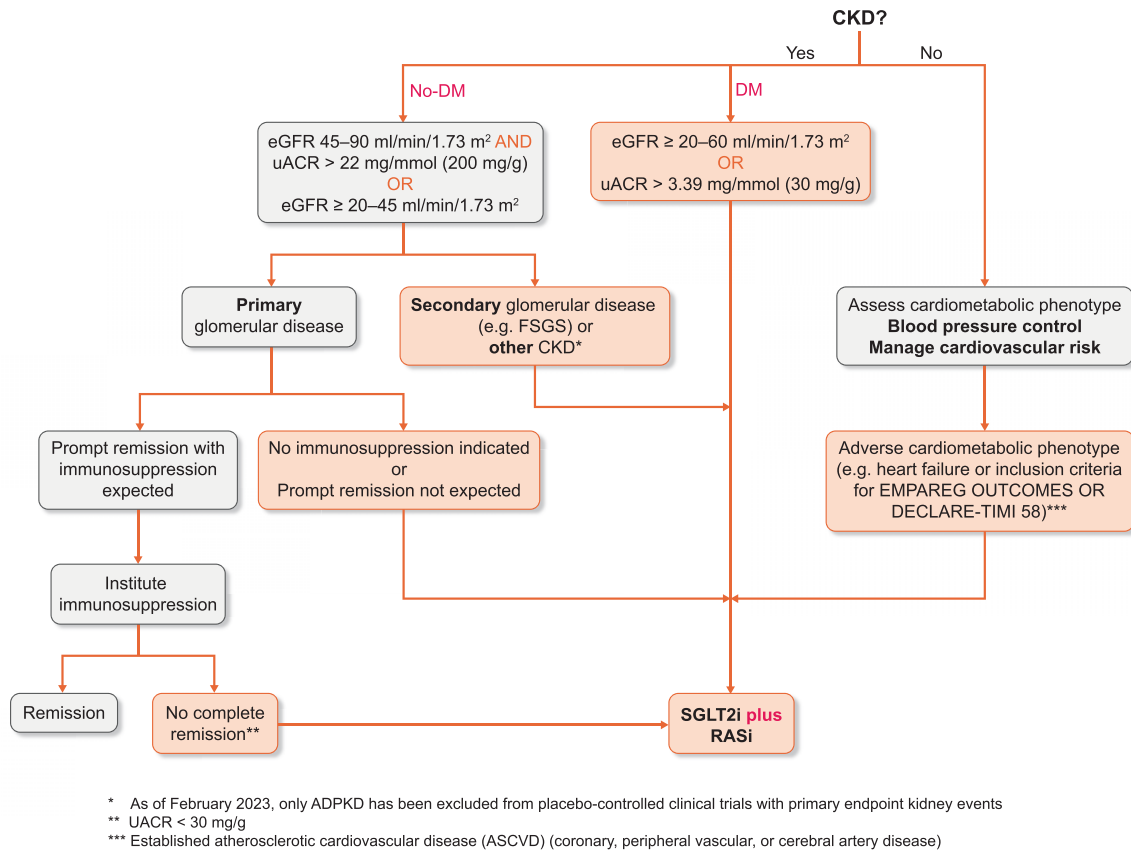 CKD?
Yes
No
No-DM
DM
eGFR 45–90 ml/min/1.73 m² AND
uACR > 22 mg/mmol (200 mg/g)
OR
eGFR ≥ 20–45 ml/min/1.73 m²
eGFR ≥ 20–60 ml/min/1.73 m²
OR
uACR > 3.39 mg/mmol (30 mg/g)
Primary
glomerular disease
Secondary glomerular disease
(e.g. FSGS) or
other CKD*
Assess cardiometabolic phenotype
Blood pressure control
Manage cardiovascular risk
Prompt remission with
immunosuppression
expected
No immunosuppression indicated
or
Prompt remission not expected
Adverse cardiometabolic phenotype
(e.g. heart failure or inclusion criteria
for EMPAREG OUTCOMES OR
DECLARE-TIMI 58)***
Institute
immunosuppression
Remission
No complete
remission**
SGLT2i plus
RASi
* As of February 2023, only ADPKD has been excluded from placebo-controlled clinical trials with primary endpoint kidney events
** UACR < 30 mg/g
*** Established atherosclerotic cardiovascular disease (ASCVD) (coronary, peripheral vascular, or cerebral artery disease)